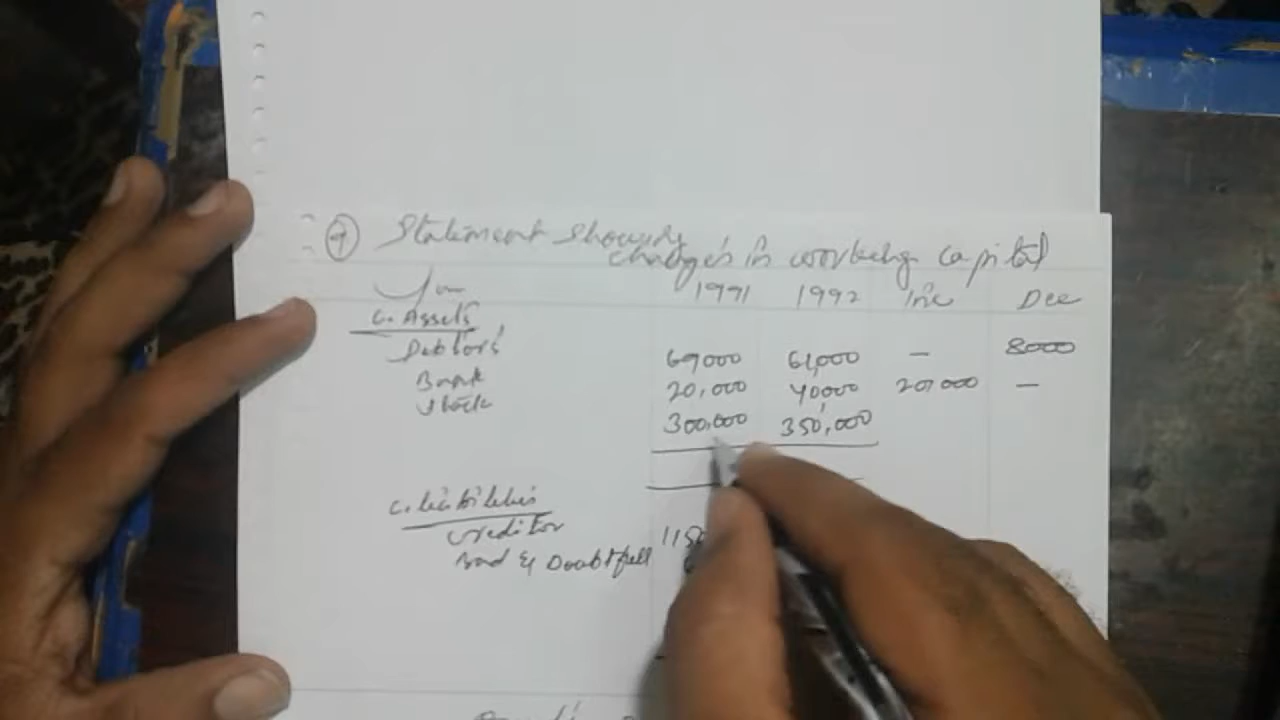 9 Statement Showing
changes in working capital
1991 1992 Inc Dec
C. Assets
Debtors 69000 61,000 — 8000
Bank 20,000 40000 20,000 —
Stock 300,000 350,000
C. liabilities
Creditor
Bad & Doubtfull